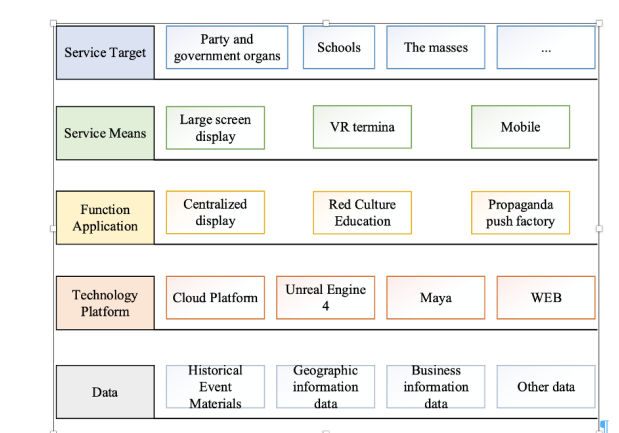 Service Target
Party and
government organs
Schools
The masses
...
Service Means
Large screen
display
VR termina
Mobile
Function
Application
Centralized
display
Red Culture
Education
Propaganda
push factory
Technology
Platform
Cloud Platform
Unreal Engine
4
Maya
WEB
Data
Historical
Event
Materials
Geographic
information
data
Business
information
data
Other data